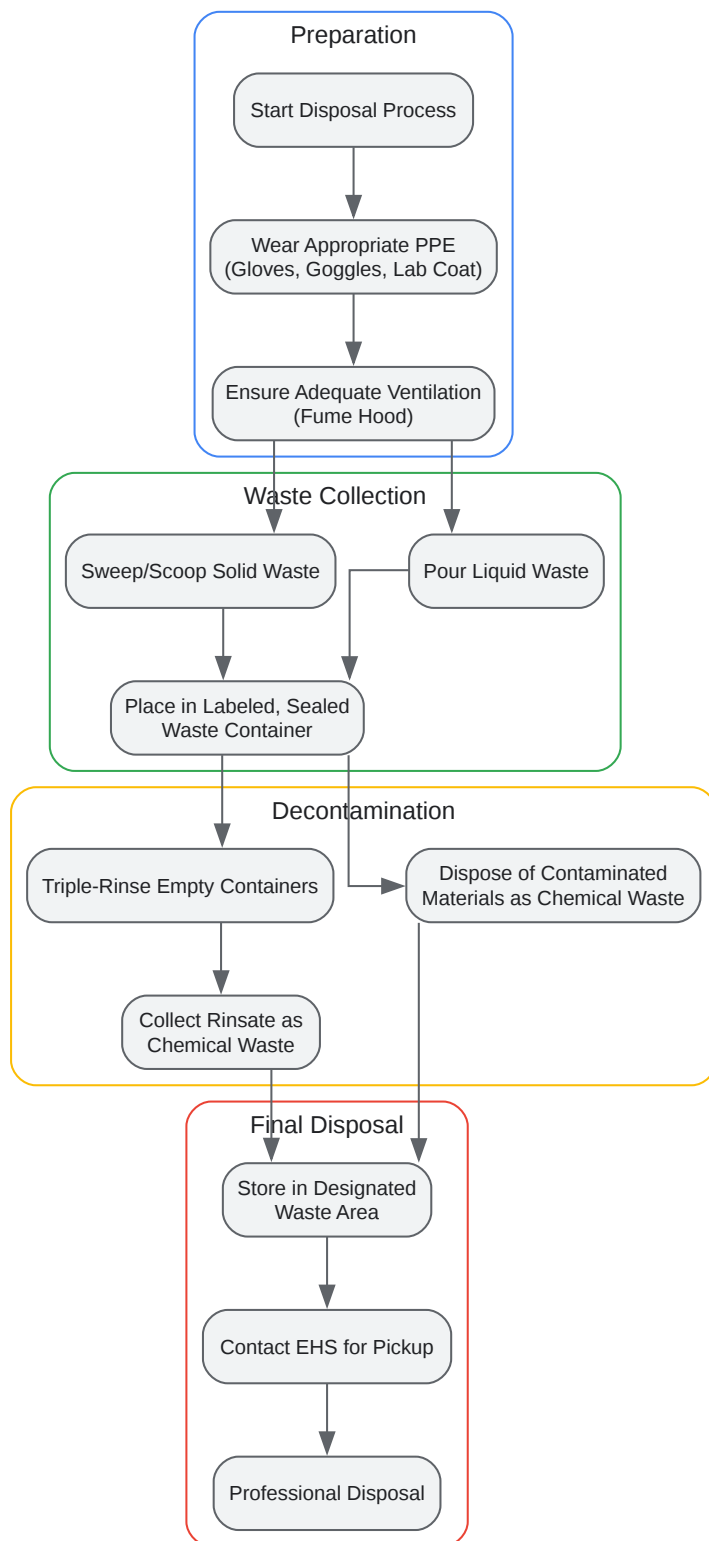 Preparation
Start Disposal Process
Wear Appropriate PPE
(Gloves, Goggles, Lab Coat)
Ensure Adequate Ventilation
(Fume Hood)
Waste Collection
Sweep/Scoop Solid Waste
Pour Liquid Waste
Place in Labeled, Sealed
Waste Container
Decontamination
Triple-Rinse Empty Containers
Dispose of Contaminated
Materials as Chemical Waste
Collect Rinsate as
Chemical Waste
Final Disposal
Store in Designated
Waste Area
Contact EHS for Pickup
Professional Disposal